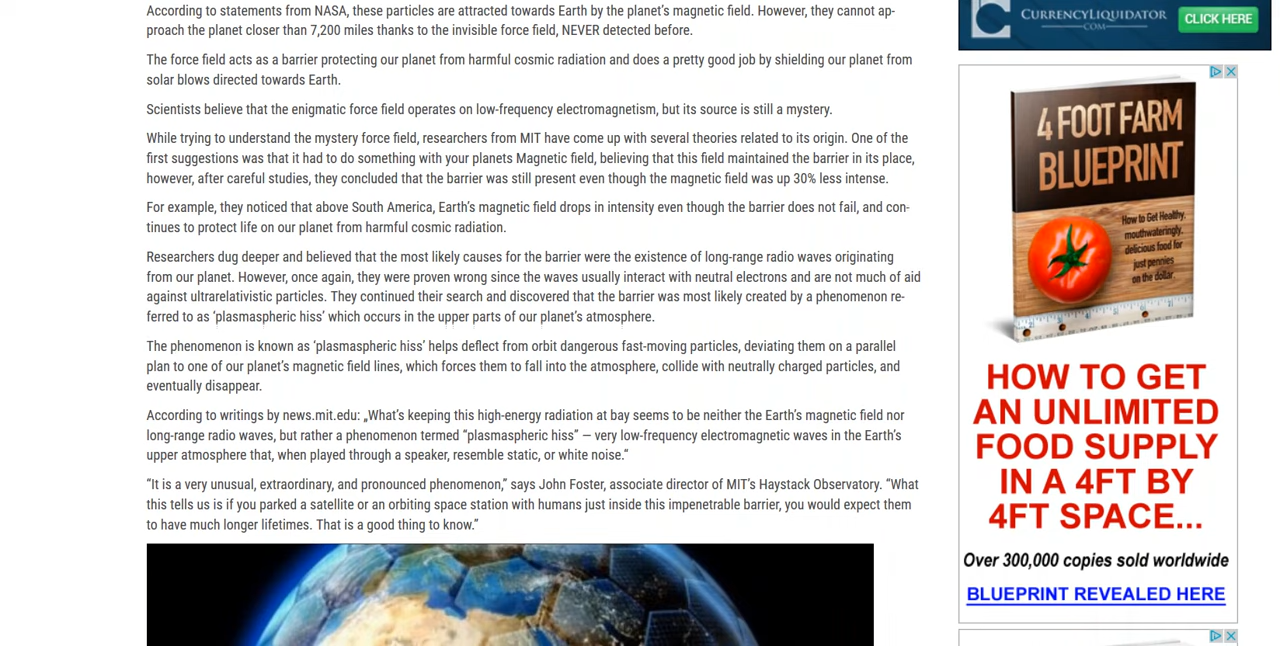 According to statements from NASA, these particles are attracted towards Earth by the planet's magnetic field. However, they cannot ap-
proach the planet closer than 7,200 miles thanks to the invisible force field, NEVER detected before.
The force field acts as a barrier protecting our planet from harmful cosmic radiation and does a pretty good job by shielding our planet from
solar blows directed towards Earth.
Scientists believe that the enigmatic force field operates on low-frequency electromagnetism, but its source is still a mystery.
While trying to understand the mystery force field, researchers from MIT have come up with several theories related to its origin. One of the
first suggestions was that it had to do something with your planets Magnetic field, believing that this field maintained the barrier in its place,
however, after careful studies, they concluded that the barrier was still present even though the magnetic field was up 30% less intense.
For example, they noticed that above South America, Earth's magnetic field drops in intensity even though the barrier does not fail, and con-
tinues to protect life on our planet from harmful cosmic radiation.
Researchers dug deeper and believed that the most likely causes for the barrier were the existence of long-range radio waves originating
from our planet. However, once again, they were proven wrong since the waves usually interact with neutral electrons and are not much of aid
against ultrarelativistic particles. They continued their search and discovered that the barrier was most likely created by a phenomenon re-
ferred to as ‘plasmaspheric hiss’ which occurs in the upper parts of our planet's atmosphere.
The phenomenon is known as ‘plasmaspheric hiss’ helps deflect from orbit dangerous fast-moving particles, deviating them on a parallel
plan to one of our planet's magnetic field lines, which forces them to fall into the atmosphere, collide with neutrally charged particles, and
eventually disappear.
According to writings by news.mit.edu: „What's keeping this high-energy radiation at bay seems to be neither the Earth's magnetic field nor
long-range radio waves, but rather a phenomenon termed “plasmaspheric hiss” — very low-frequency electromagnetic waves in the Earth's
upper atmosphere that, when played through a speaker, resemble static, or white noise.“
“It is a very unusual, extraordinary, and pronounced phenomenon,” says John Foster, associate director of MIT's Haystack Observatory. “What
this tells us is if you parked a satellite or an orbiting space station with humans just inside this impenetrable barrier, you would expect them
to have much longer lifetimes. That is a good thing to know.”
CURRENCYLIQUIDATOR
.COM
CLICK HERE
4 FOOT FARM
BLUEPRINT
How to Get Healthy,
mouthwateringly,
delicious food for
just pennies
on the dollar.
HOW TO GET
AN UNLIMITED
FOOD SUPPLY
IN A 4FT BY
4FT SPACE...
Over 300,000 copies sold worldwide
BLUEPRINT REVEALED HERE